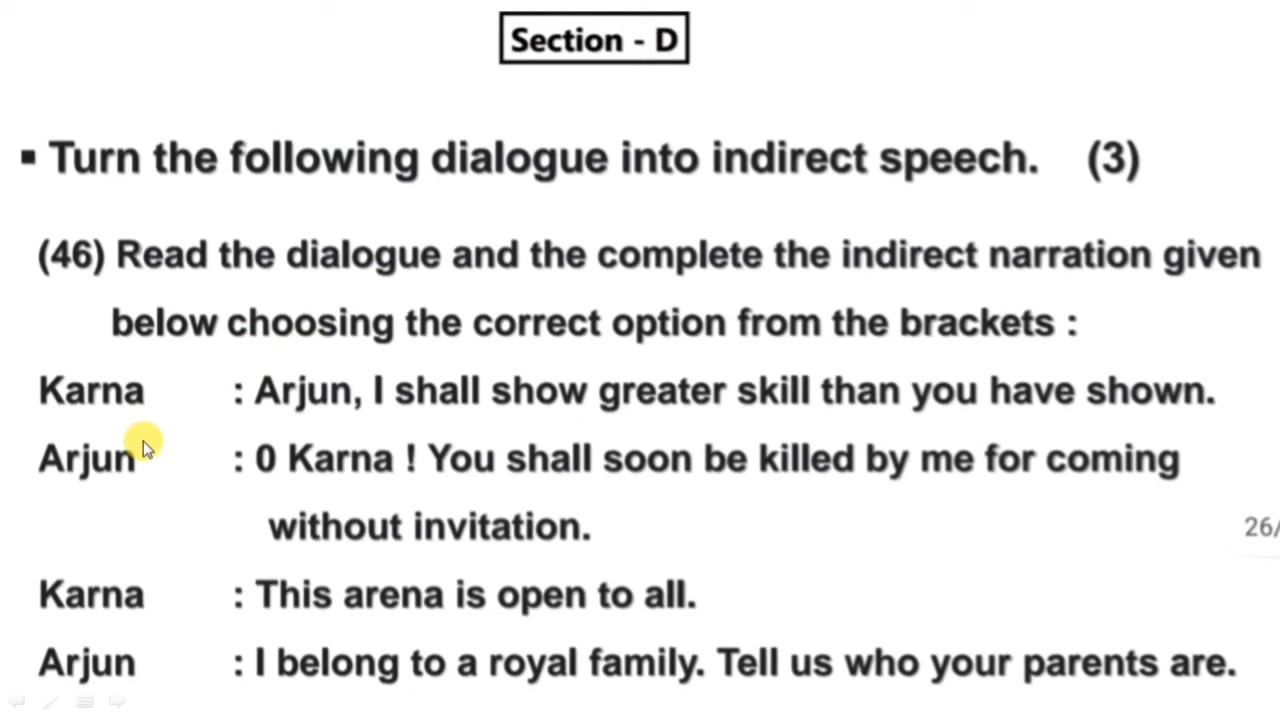 Section - D
▪ Turn the following dialogue into indirect speech. (3)
(46) Read the dialogue and the complete the indirect narration given
below choosing the correct option from the brackets :
Karna : Arjun, I shall show greater skill than you have shown.
Arjun : 0 Karna ! You shall soon be killed by me for coming
without invitation.
26/
Karna : This arena is open to all.
Arjun : I belong to a royal family. Tell us who your parents are.